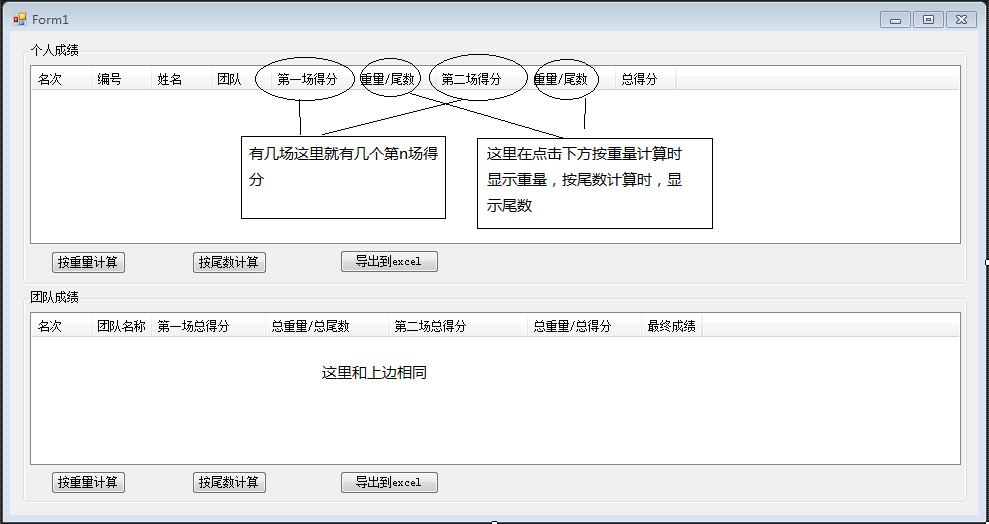 Form1
个人成绩
名次 编号 姓名 团队 第一场得分 重量/尾数 第二场得分 重量/尾数 总得分
有几场这里就有几个第n场得
分
这里在点击下方按重量计算时
显示重量，按尾数计算时，显
示尾数
按重量计算 按尾数计算 导出到excel
团队成绩
名次 团队名称 第一场总得分 总重量/总尾数 第二场总得分 总重量/总得分 最终成绩
这里和上边相同
按重量计算 按尾数计算 导出到excel